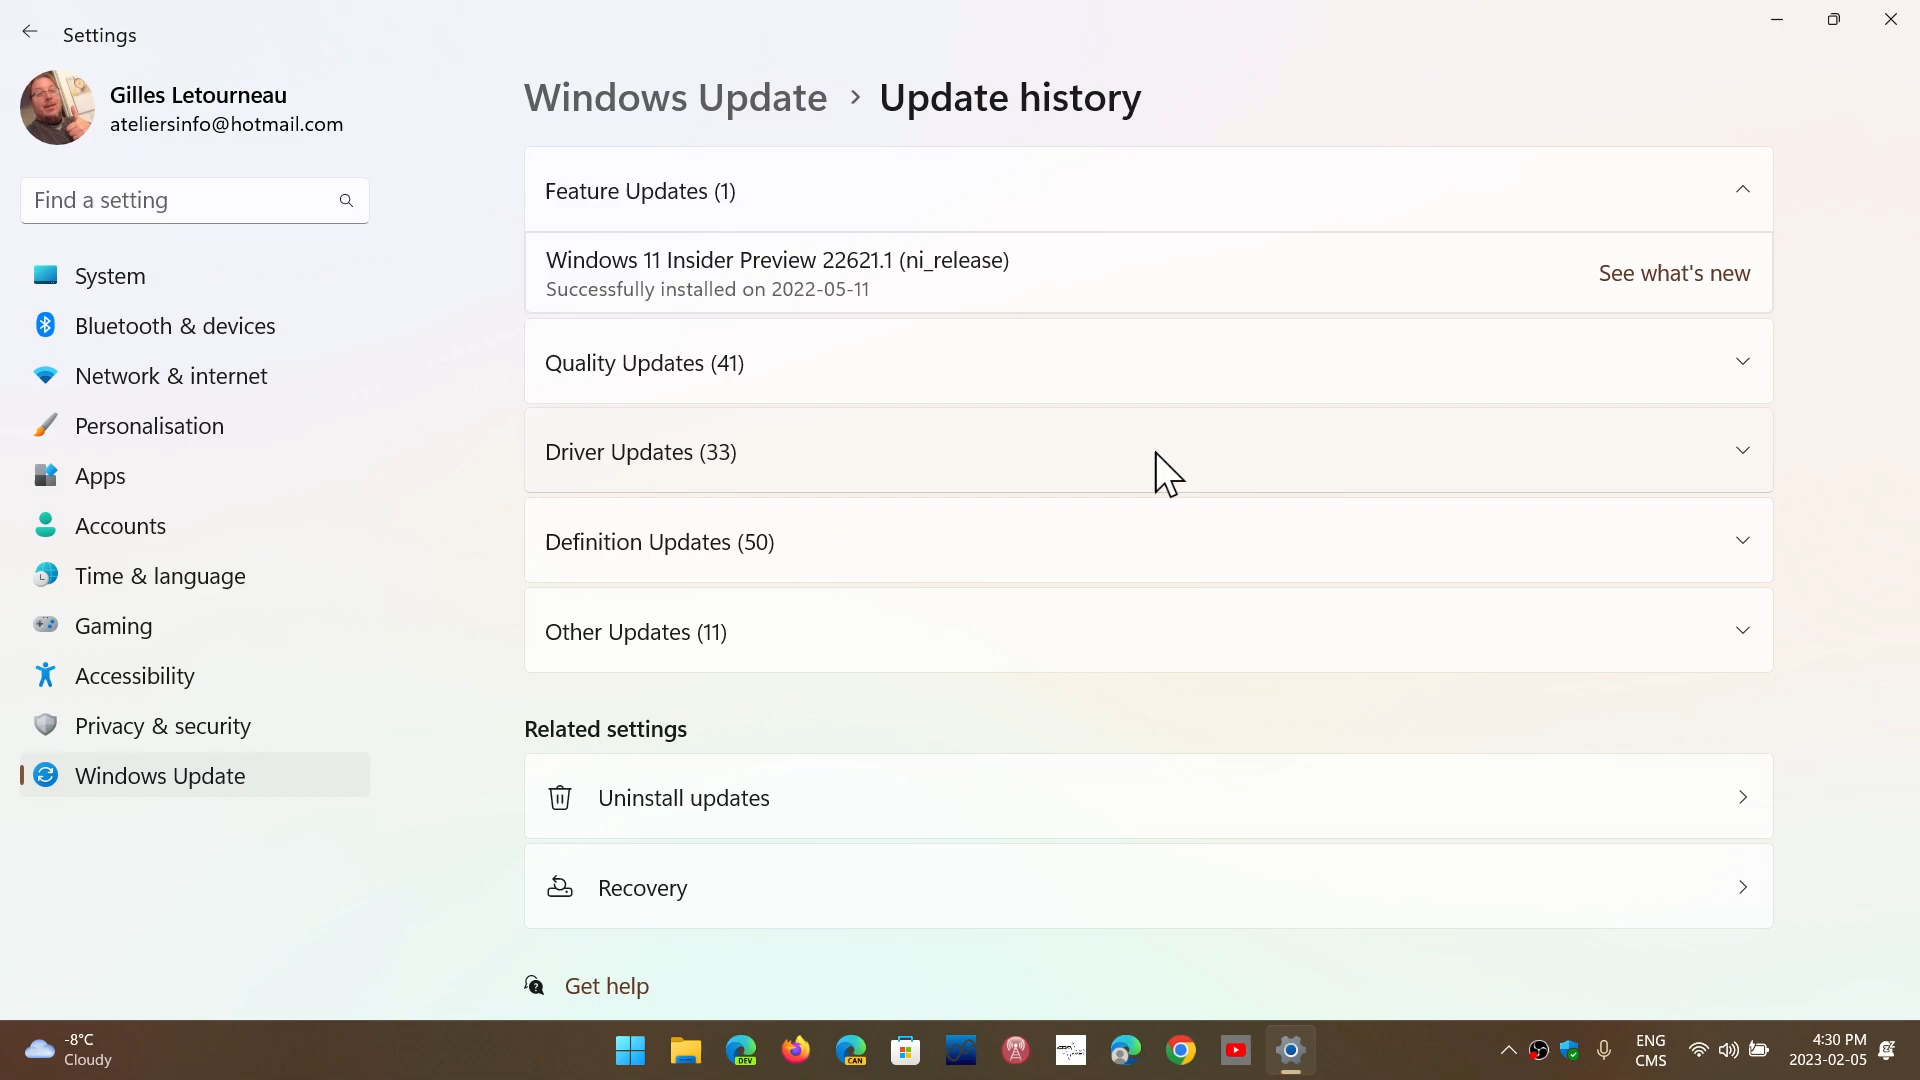 Settings
Gilles Letourneau
ateliersinfo@hotmail.com
Find a setting
System
Bluetooth & devices
Network & internet
Personalisation
Apps
Accounts
Time & language
Gaming
Accessibility
Privacy & security
Windows Update
Windows Update > Update history
Feature Updates (1)
Windows 11 Insider Preview 22621.1 (ni_release)
Successfully installed on 2022-05-11
See what's new
Quality Updates (41)
Driver Updates (33)
Definition Updates (50)
Other Updates (11)
Related settings
Uninstall updates
Recovery
Get help
-8°C
Cloudy
DEV
CAN
ENG
CMS
4:30 PM
2023-02-05